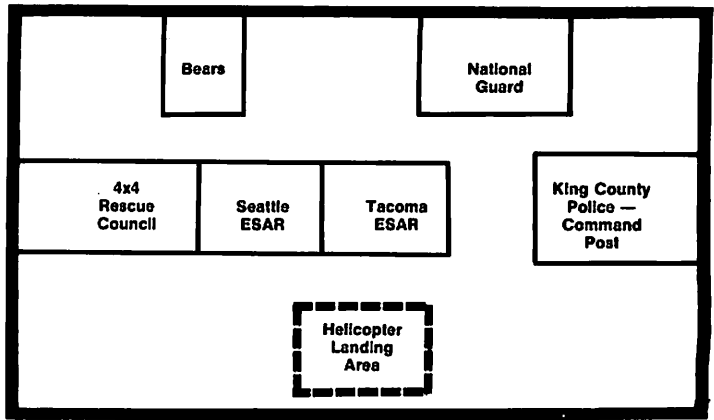 Bears
National
Guard
4x4
Rescue
Council
Seattle
ESAR
Tacoma
ESAR
King County
Police —
Command
Post
Helicopter
Landing
Area